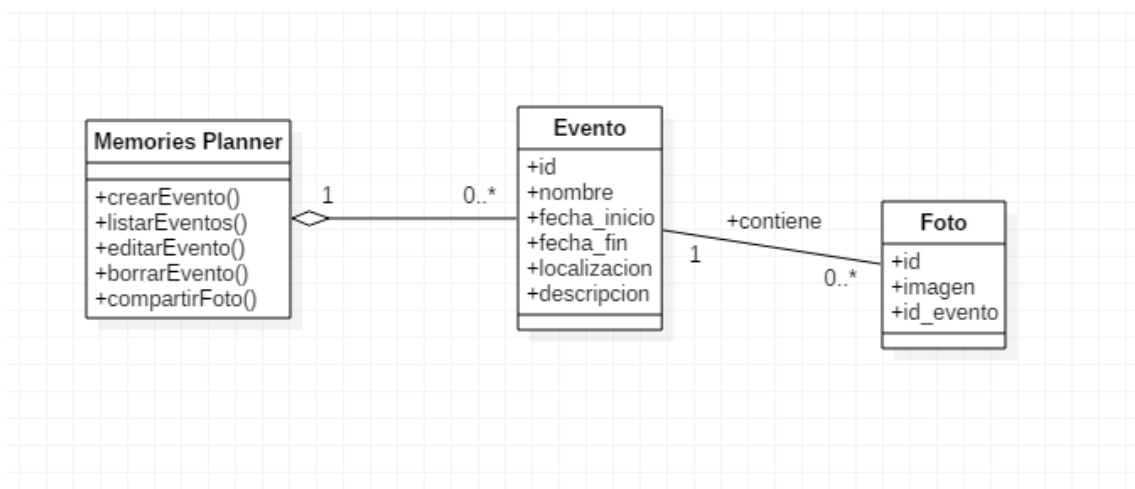 Memories Planner
+crearEvento()
+listarEventos()
+editarEvento()
+borrarEvento()
+compartirFoto()
1
0..*
Evento
+id
+nombre
+fecha_inicio
+fecha_fin
+localizacion
+descripcion
+contiene
1
0..*
Foto
+id
+imagen
+id_evento